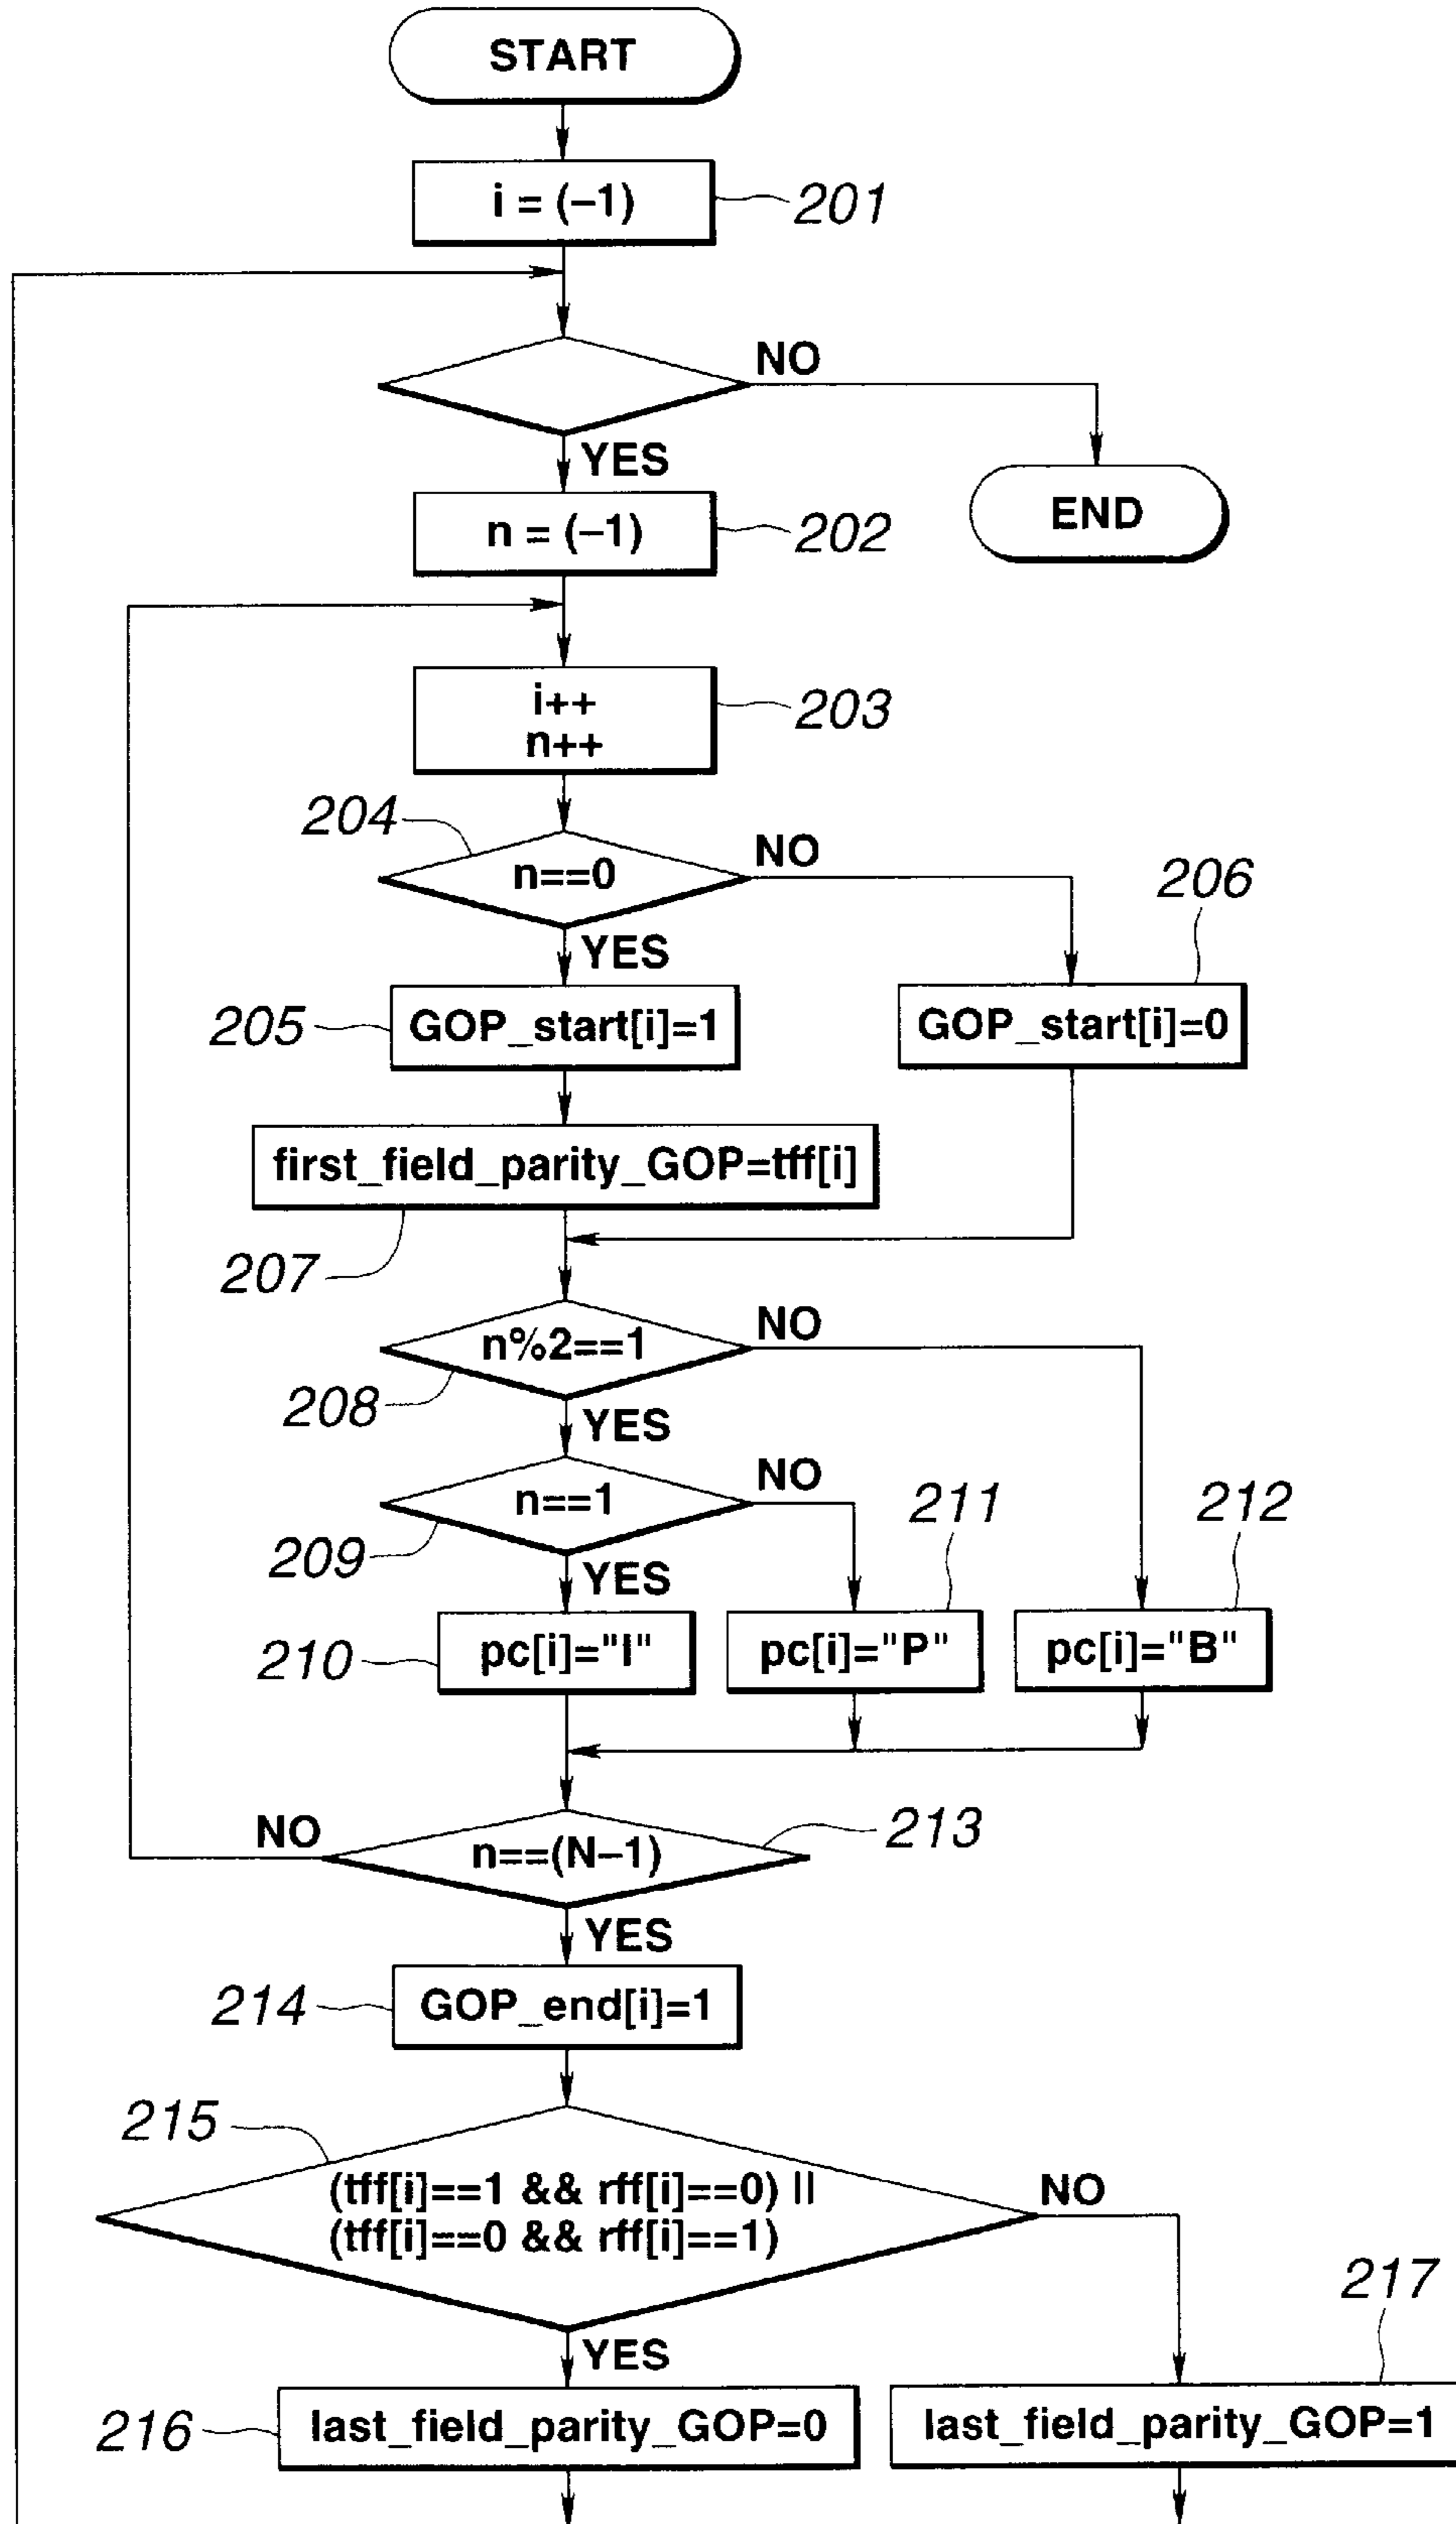 START
i = (–1)
201
NO
YES
END
n = (–1)
202
i++
n++
203
204
n==0
NO
206
YES
205
GOP_start[i]=1
GOP_start[i]=0
first_field_parity_GOP=tff[i]
207
n%2==1
NO
208
YES
n==1
NO
211
212
209
YES
210
pc[i]="I"
pc[i]="P"
pc[i]="B"
NO
n==(N–1)
213
YES
214
GOP_end[i]=1
215
(tff[i]==1 && rff[i]==0) ||
(tff[i]==0 && rff[i]==1)
NO
217
YES
216
last_field_parity_GOP=0
last_field_parity_GOP=1